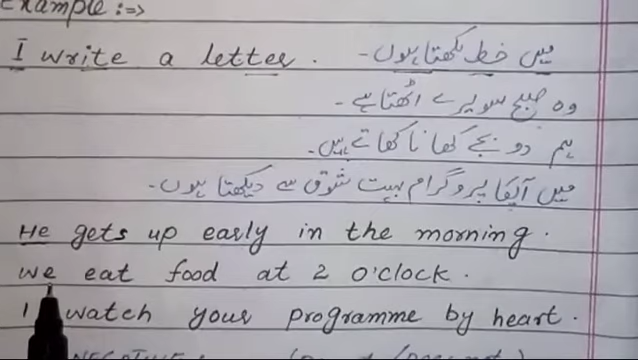 Example :=>
I write a letter. میں خط لکھتا ہوں-
وہ صبح سویرے اٹھتا ہے-
ہم دو بجے کھانا کھاتے ہیں-
میں آپکا پروگرام بہت شوق سے دیکھتا ہوں-
He gets up early in the morning.
we eat food at 2 o'clock.
I watch your programme by heart.